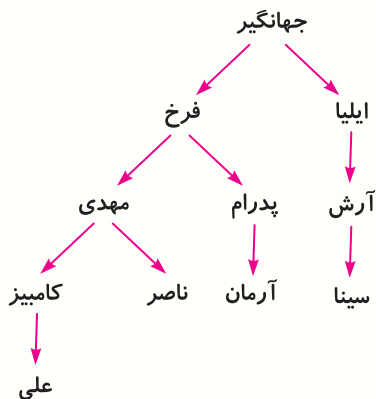 جهانگیر
ایلیا فرخ
آرش پدرام مهدی
سینا آرمان ناصر کامبیز
علی